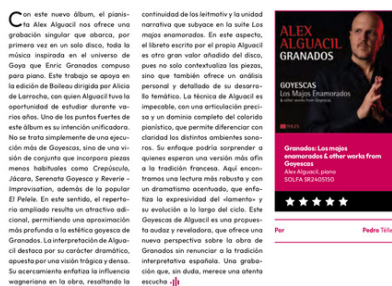 Con este nuevo álbum, el pianis-
ta Alex Alguacil nos ofrece una
grabación singular que abarca, por
primera vez en un solo disco, toda la
música inspirada en el universo de
Goya que Enric Granados compuso
para piano. Este trabajo se apoya en
la edición de Boileau dirigida por Alicia
de Larrocha, con quien Alguacil tuvo la
oportunidad de estudiar durante va-
rios años. Uno de los puntos fuertes de
este álbum es su intención unificadora.
No se trata simplemente de una ejecu-
ción más de Goyescas, sino de una vi-
sión de conjunto que incorpora piezas
menos habituales como Crepúsculo,
Jácara, Serenata Goyesca y Reverie -
Improvisation, además de la popular
El Pelele. En este sentido, el reperto-
rio ampliado resulta un atractivo adi-
cional, permitiendo una aproximación
más profunda a la estética goyesca de
Granados. La interpretación de Algua-
cil destaca por su carácter dramático,
apuesta por una visión trágica y densa.
Su acercamiento enfatiza la influencia
wagneriana en la obra, resaltando la
continuidad de los leitmotiv y la unidad
narrativa que subyace en la suite Los
majos enamorados. En este aspecto,
el libreto escrito por el propio Alguacil
es otro gran valor añadido del disco,
pues no solo contextualiza las piezas,
sino que también ofrece un análisis
personal y detallado de su desarro-
llo temático. La técnica de Alguacil es
impecable, con una articulación preci-
sa y un dominio completo del colorido
pianístico, que permite diferenciar con
claridad los distintos ambientes sono-
ros. Su enfoque podría sorprender a
quienes esperan una versión más afín
a la tradición francesa. Aquí encon-
tramos una lectura más robusta y con
un dramatismo acentuado, que enfa-
tiza la expresividad del «lamento» y
su evolución a lo largo del ciclo. Este
Goyescas de Alguacil es una propues-
ta audaz y reveladora, que ofrece una
nueva perspectiva sobre la obra de
Granados sin renunciar a la tradición
interpretativa española. Una graba-
ción que, sin duda, merece una atenta
escucha
ALEX
ALGUACIL
GRANADOS
GOYESCAS
Los Majos Enamorados
& other works from Goyescas
Granados: Los majos
enamorados & other works from
Goyescas
Alex Alguacil, piano
SOLFA SR2405150
Por Pedro Télle